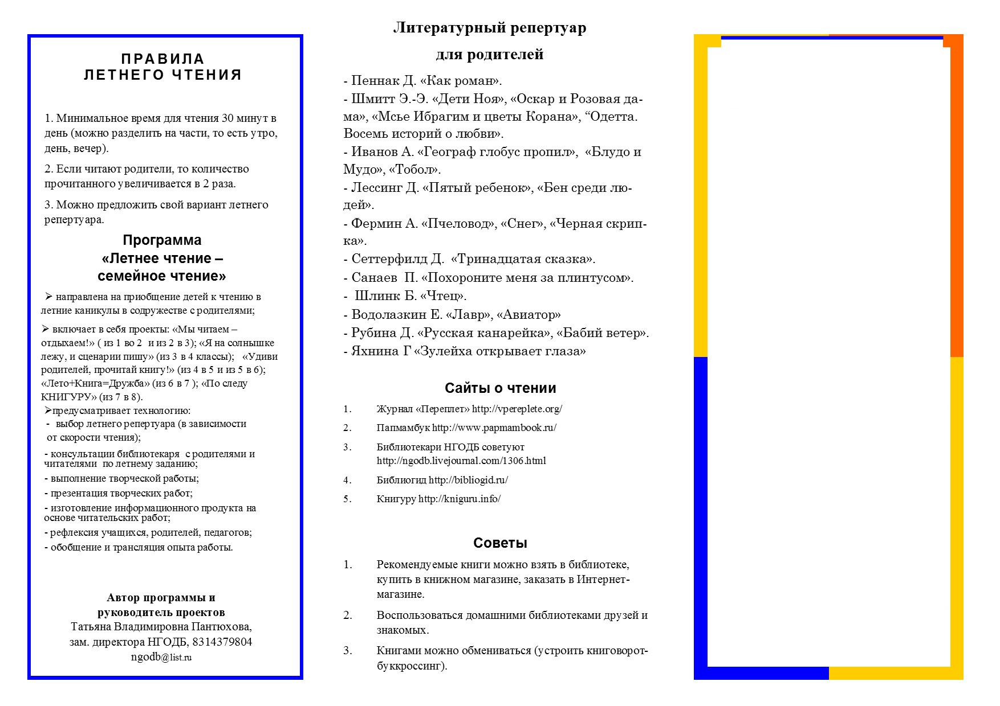 ПРАВИЛА
ЛЕТНЕГО ЧТЕНИЯ
1. Минимальное время для чтения 30 минут в
день (можно разделить на части, то есть утро,
день, вечер).
2. Если читают родители, то количество
прочитанного увеличивается в 2 раза.
3. Можно предложить свой вариант летнего
репертуара.
Программа
«Летнее чтение –
семейное чтение»
➢ направлена на приобщение детей к чтению в
летние каникулы в содружестве с родителями;
➢ включает в себя проекты: «Мы читаем –
отдыхаем!» ( из 1 во 2 и из 2 в 3); «Я на солнышке
лежу, и сценарии пишу» (из 3 в 4 классы); «Удиви
родителей, прочитай книгу!» (из 4 в 5 и из 5 в 6);
«Лето+Книга=Дружба» (из 6 в 7 ); «По следу
КНИГУРУ» (из 7 в 8).
➢предусматривает технологию:
- выбор летнего репертуара (в зависимости
от скорости чтения);
- консультации библиотекаря с родителями и
читателями по летнему заданию;
- выполнение творческой работы;
- презентация творческих работ;
- изготовление информационного продукта на
основе читательских работ;
- рефлексия учащихся, родителей, педагогов;
- обобщение и трансляция опыта работы.
Автор программы и
руководитель проектов
Татьяна Владимировна Пантюхова,
зам. директора НГОДБ, 8314379804
ngodb@list.ru
Литературный репертуар
для родителей
- Пеннак Д. «Как роман».
- Шмитт Э.-Э. «Дети Ноя», «Оскар и Розовая да-
ма», «Мсье Ибрагим и цветы Корана», “Одетта.
Восемь историй о любви».
- Иванов А. «Географ глобус пропил», «Блудо и
Мудо», «Тобол».
- Лессинг Д. «Пятый ребенок», «Бен среди лю-
дей».
- Фермин А. «Пчеловод», «Снег», «Черная скрип-
ка».
- Сеттерфилд Д. «Тринадцатая сказка».
- Санаев П. «Похороните меня за плинтусом».
- Шлинк Б. «Чтец».
- Водолазкин Е. «Лавр», «Авиатор»
- Рубина Д. «Русская канарейка», «Бабий ветер».
- Яхнина Г «Зулейха открывает глаза»
Сайты о чтении
1. Журнал «Переплет» http://vpereplete.org/
2. Папмамбук http://www.papmambook.ru/
3. Библиотекари НГОДБ советуют
http://ngodb.livejournal.com/1306.html
4. Библиогид http://bibliogid.ru/
5. Книгуру http://kniguru.info/
Советы
1. Рекомендуемые книги можно взять в библиотеке,
купить в книжном магазине, заказать в Интернет-
магазине.
2. Воспользоваться домашними библиотеками друзей и
знакомых.
3. Книгами можно обмениваться (устроить книговорот-
буккроссинг).